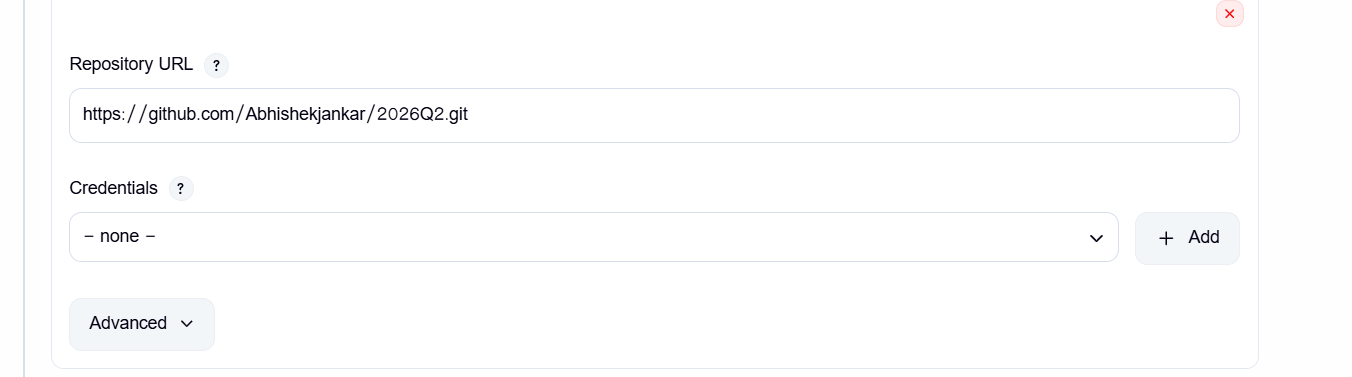 Repository URL ?
https://github.com/Abhishekjankar/2026Q2.git
Credentials ?
– none –
+ Add
Advanced